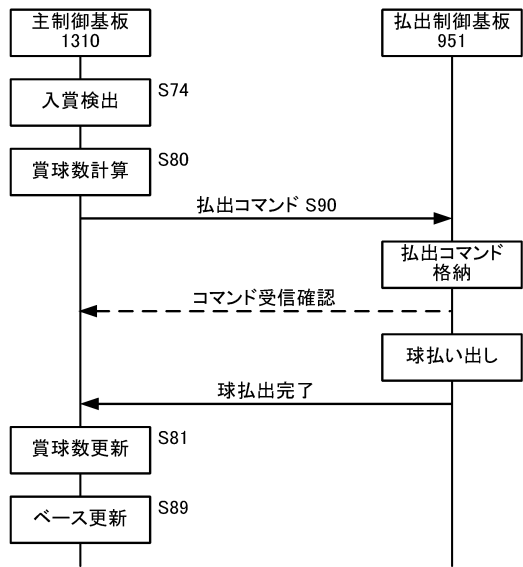 主制御基板
1310
払出制御基板
951
入賞検出
S74
賞球数計算
S80
払出コマンド S90
払出コマンド
格納
コマンド受信確認
球払い出し
球払出完了
賞球数更新
S81
ベース更新
S89